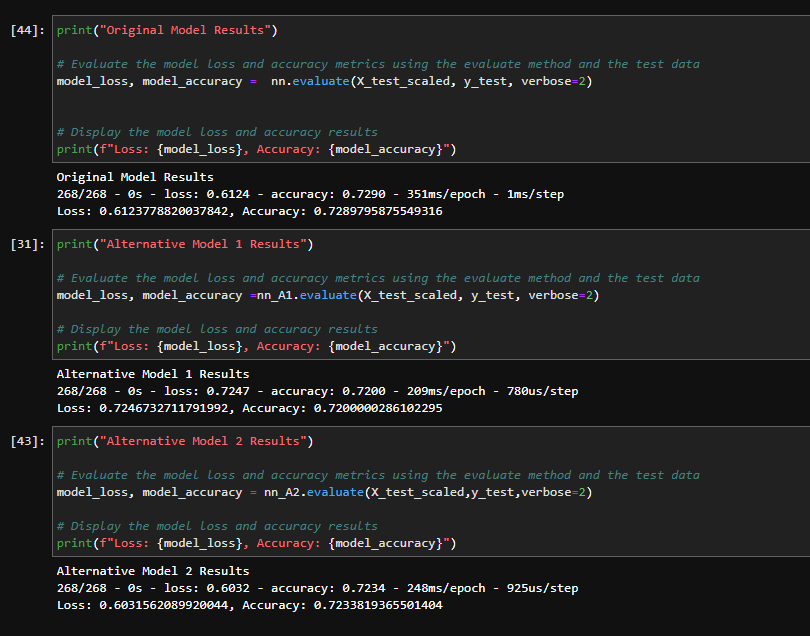 [44]: print("Original Model Results")
# Evaluate the model loss and accuracy metrics using the evaluate method and the test data
model_loss, model_accuracy =  nn.evaluate(X_test_scaled, y_test, verbose=2)
# Display the model loss and accuracy results
print(f"Loss: {model_loss}, Accuracy: {model_accuracy}")
Original Model Results
268/268 - 0s - loss: 0.6124 - accuracy: 0.7290 - 351ms/epoch - 1ms/step
Loss: 0.6123778820037842, Accuracy: 0.7289795875549316
[31]: print("Alternative Model 1 Results")
# Evaluate the model loss and accuracy metrics using the evaluate method and the test data
model_loss, model_accuracy =nn_A1.evaluate(X_test_scaled, y_test, verbose=2)
# Display the model loss and accuracy results
print(f"Loss: {model_loss}, Accuracy: {model_accuracy}")
Alternative Model 1 Results
268/268 - 0s - loss: 0.7247 - accuracy: 0.7200 - 209ms/epoch - 780us/step
Loss: 0.7246732711791992, Accuracy: 0.7200000286102295
[43]: print("Alternative Model 2 Results")
# Evaluate the model loss and accuracy metrics using the evaluate method and the test data
model_loss, model_accuracy = nn_A2.evaluate(X_test_scaled,y_test,verbose=2)
# Display the model loss and accuracy results
print(f"Loss: {model_loss}, Accuracy: {model_accuracy}")
Alternative Model 2 Results
268/268 - 0s - loss: 0.6032 - accuracy: 0.7234 - 248ms/epoch - 925us/step
Loss: 0.6031562089920044, Accuracy: 0.7233819365501404